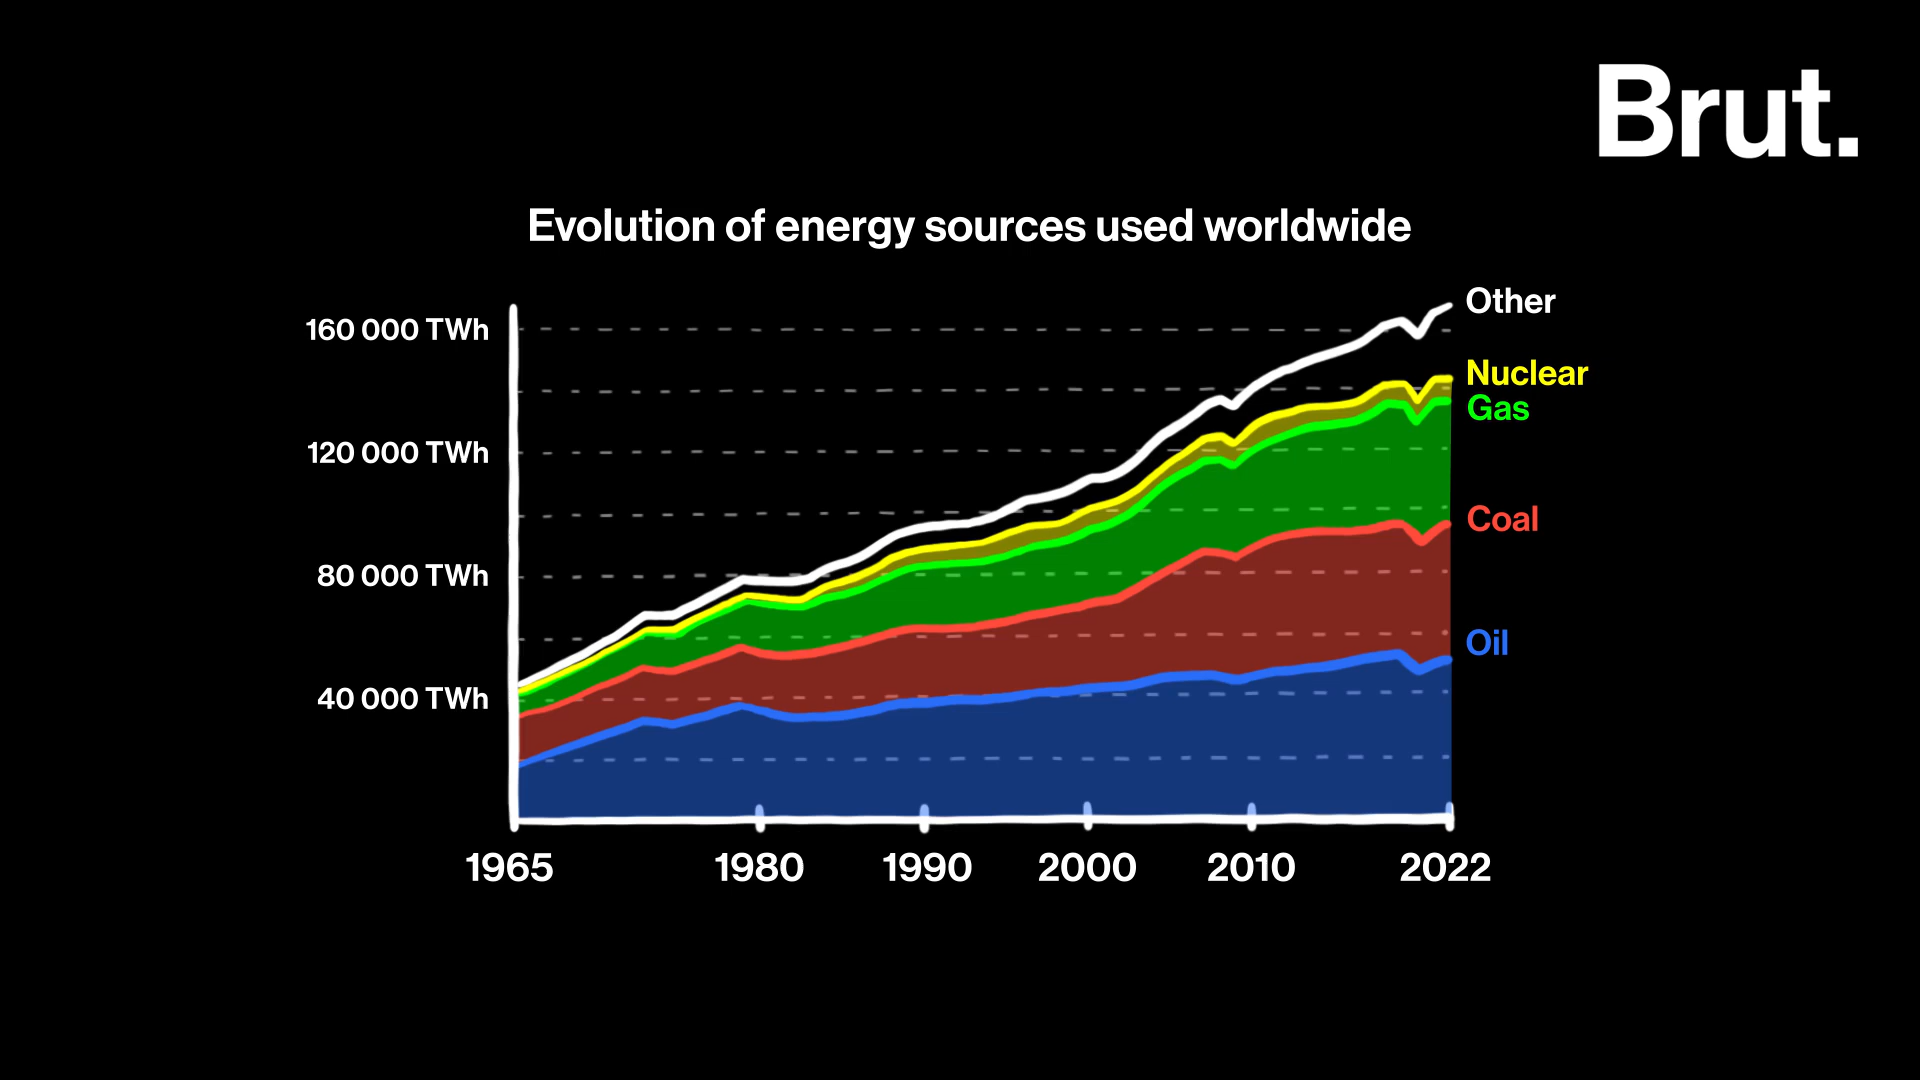 Brut.
Evolution of energy sources used worldwide
Other
160 000 TWh
Nuclear
Gas
120 000 TWh
Coal
80 000 TWh
Oil
40 000 TWh
1965 1980 1990 2000 2010 2022